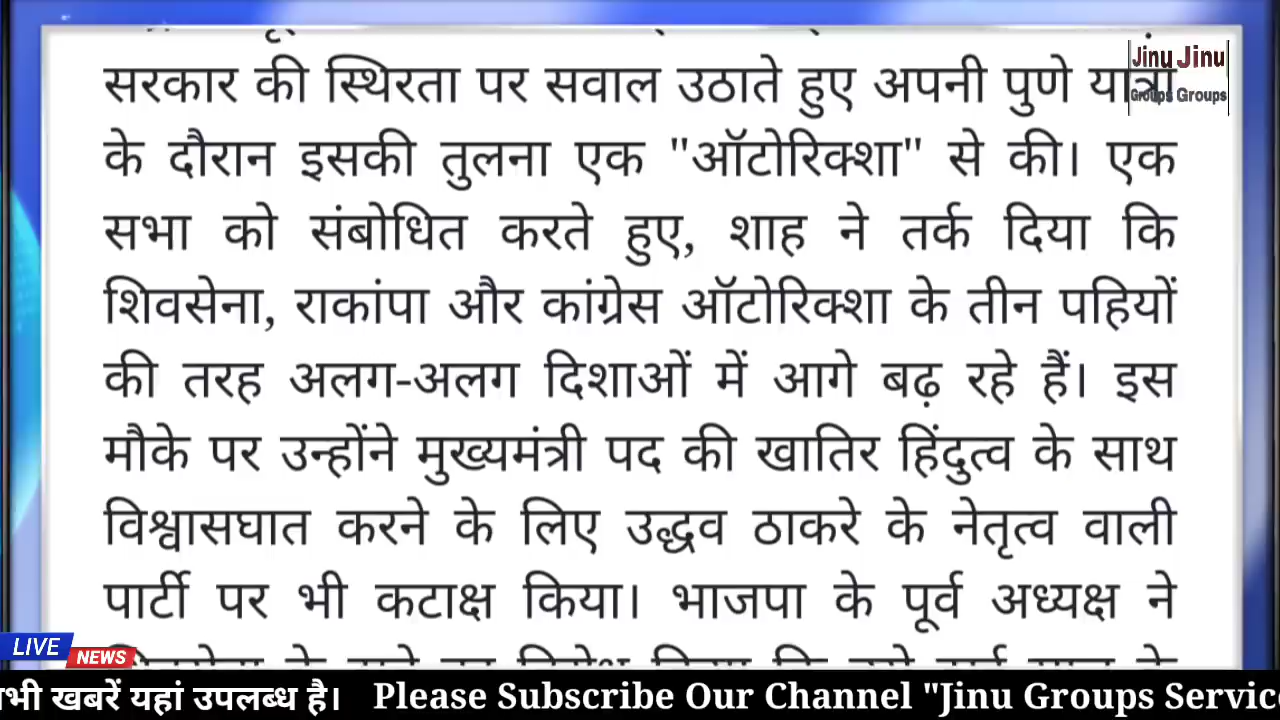 Jinu Jinu
Groups Groups
सरकार की स्थिरता पर सवाल उठाते हुए अपनी पुणे यात्रा
के दौरान इसकी तुलना एक "ऑटोरिक्शा" से की। एक
सभा को संबोधित करते हुए, शाह ने तर्क दिया कि
शिवसेना, राकांपा और कांग्रेस ऑटोरिक्शा के तीन पहियों
की तरह अलग-अलग दिशाओं में आगे बढ़ रहे हैं। इस
मौके पर उन्होंने मुख्यमंत्री पद की खातिर हिंदुत्व के साथ
विश्वासघात करने के लिए उद्धव ठाकरे के नेतृत्व वाली
पार्टी पर भी कटाक्ष किया। भाजपा के पूर्व अध्यक्ष ने
LIVE
NEWS
खबरें यहां उपलब्ध है। Please Subscribe Our Channel "Jinu Groups